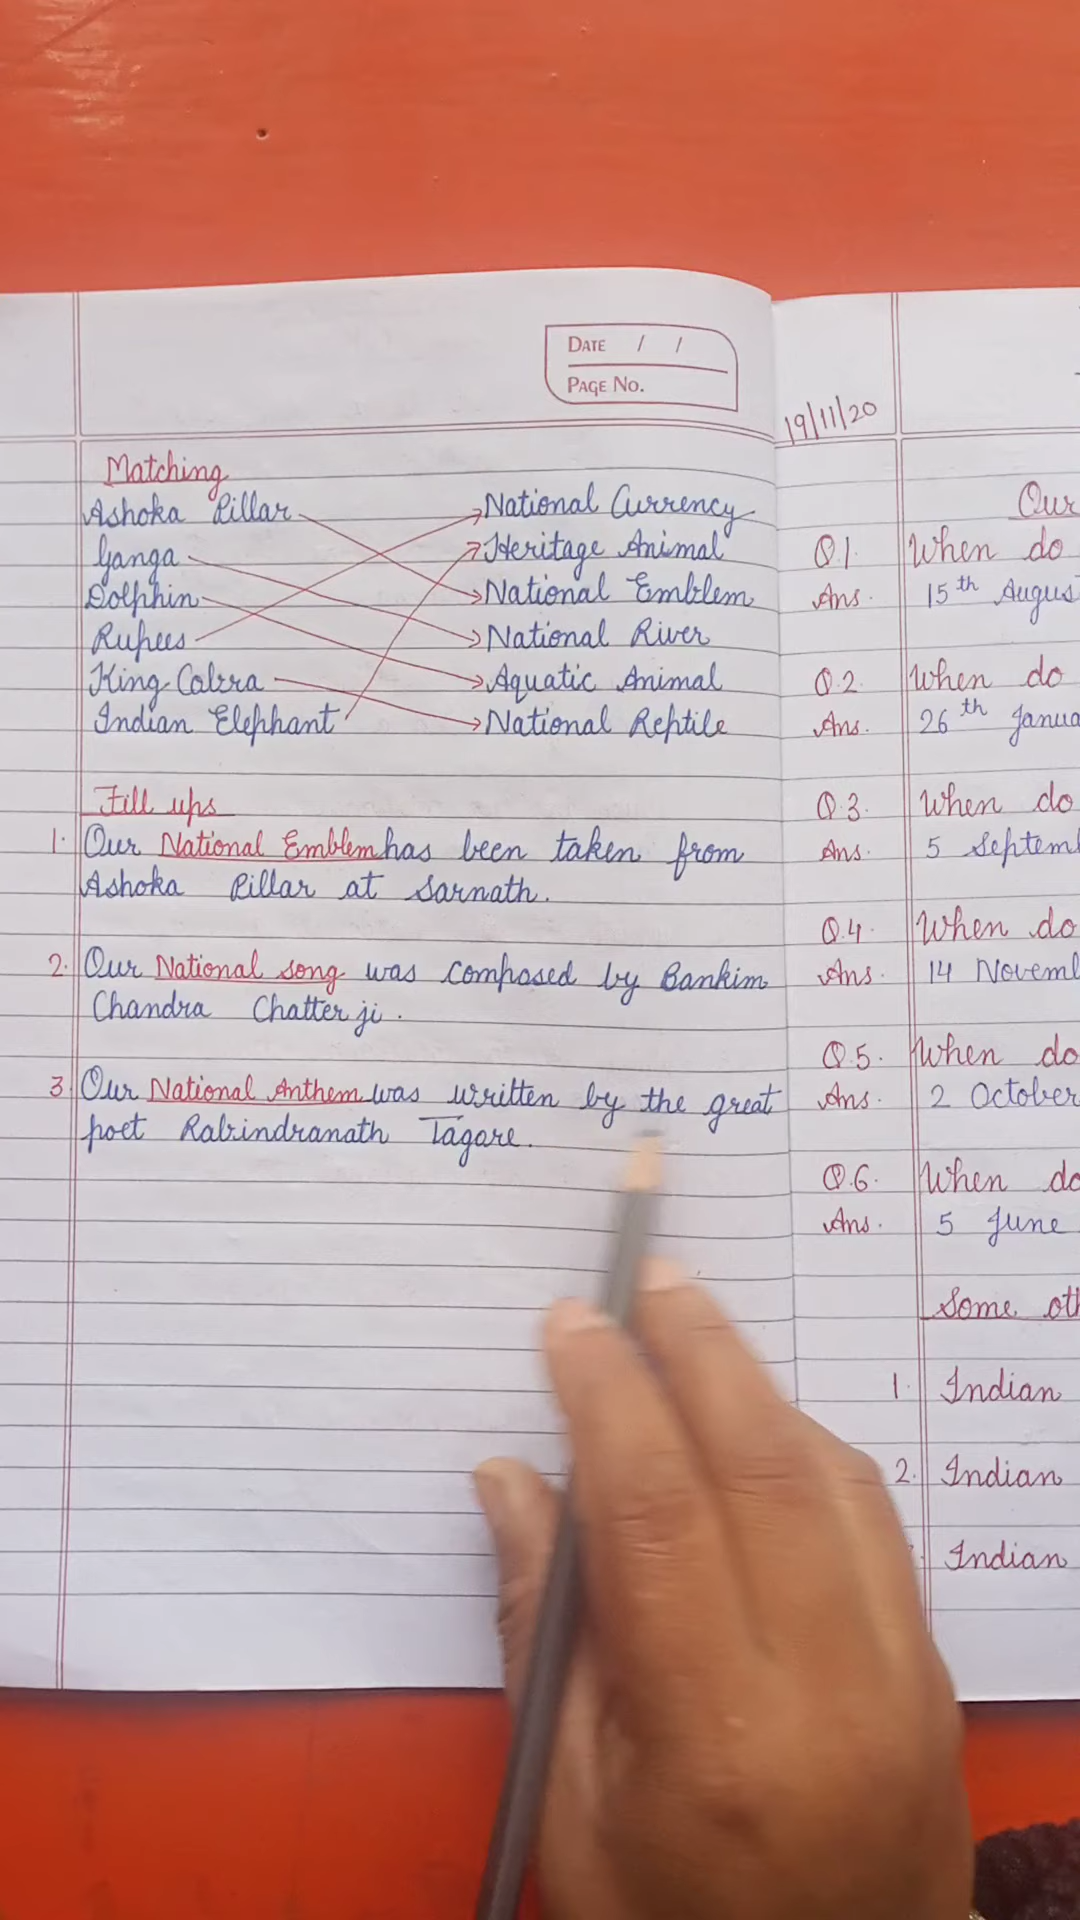 DATE / /
PAGE NO.
Matching
Ashoka Pillar National Currency
Ganga Heritage Animal
Dolphin National Emblem
Rupees National River
King Cobra Aquatic Animal
Indian Elephant National Reptile
Fill ups
1. Our National Emblem has been taken from
Ashoka Pillar at Sarnath.
2. Our National song was composed by Bankim
Chandra Chatterji.
3. Our National Anthem was written by the great
poet Rabindranath Tagore.
19/11/20
Our
Q.1. When do
Ans. 15th Augus
Q.2. When do
Ans. 26th Janua
Q.3. When do
Ans. 5 Septem
Q.4. When do
Ans. 14 Novem
Q.5. When do
Ans. 2 October
Q.6. When do
Ans. 5 June
Some oth
1. Indian
2. Indian
Indian